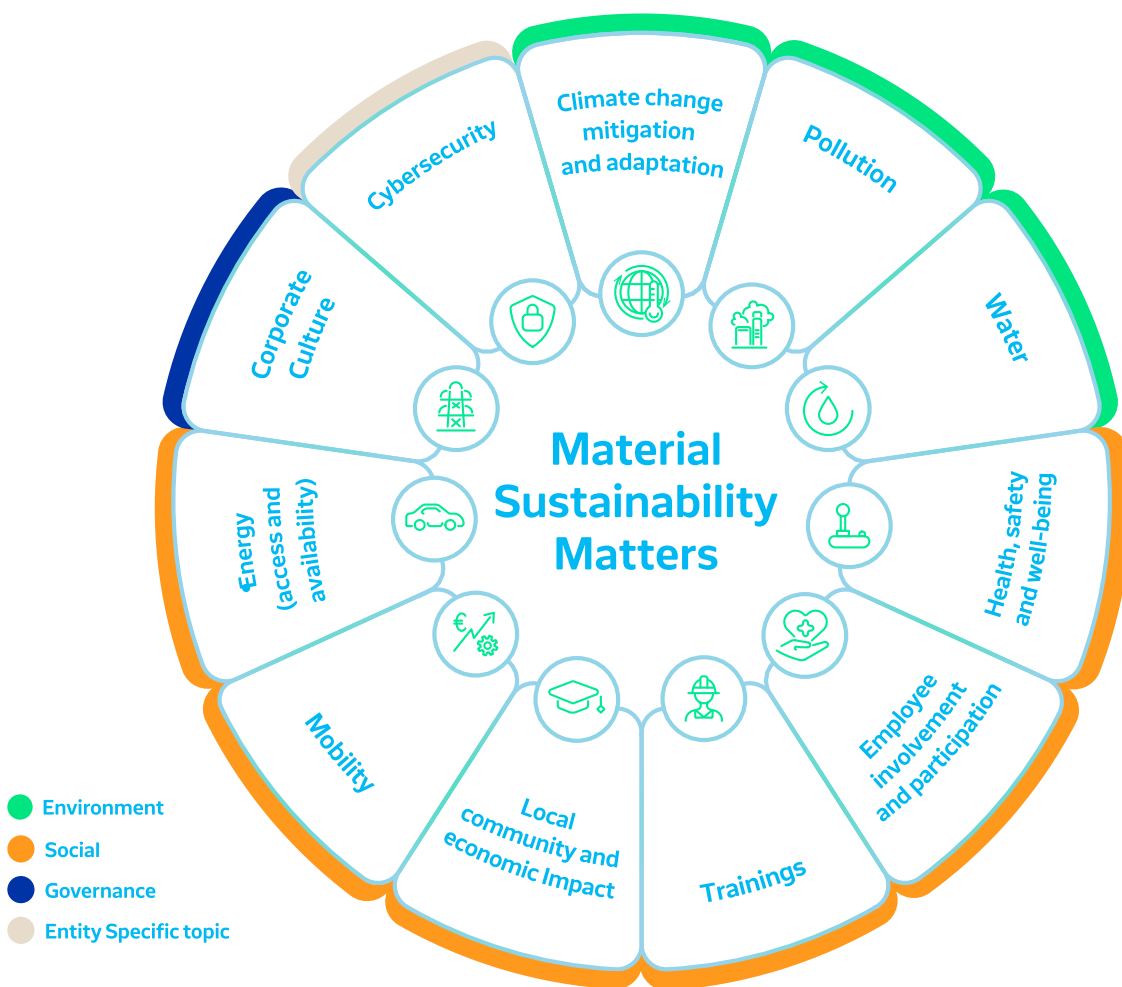 Climate change
mitigation
and adaptation
Pollution
Water
Health, safety
and well-being
Employee
involvement
and participation
Trainings
Local
community and
economic Impact
Mobility
Energy
(access and
availability)
Corporate
Culture
Cybersecurity
Material
Sustainability
Matters
€
Environment
Social
Governance
Entity Specific topic